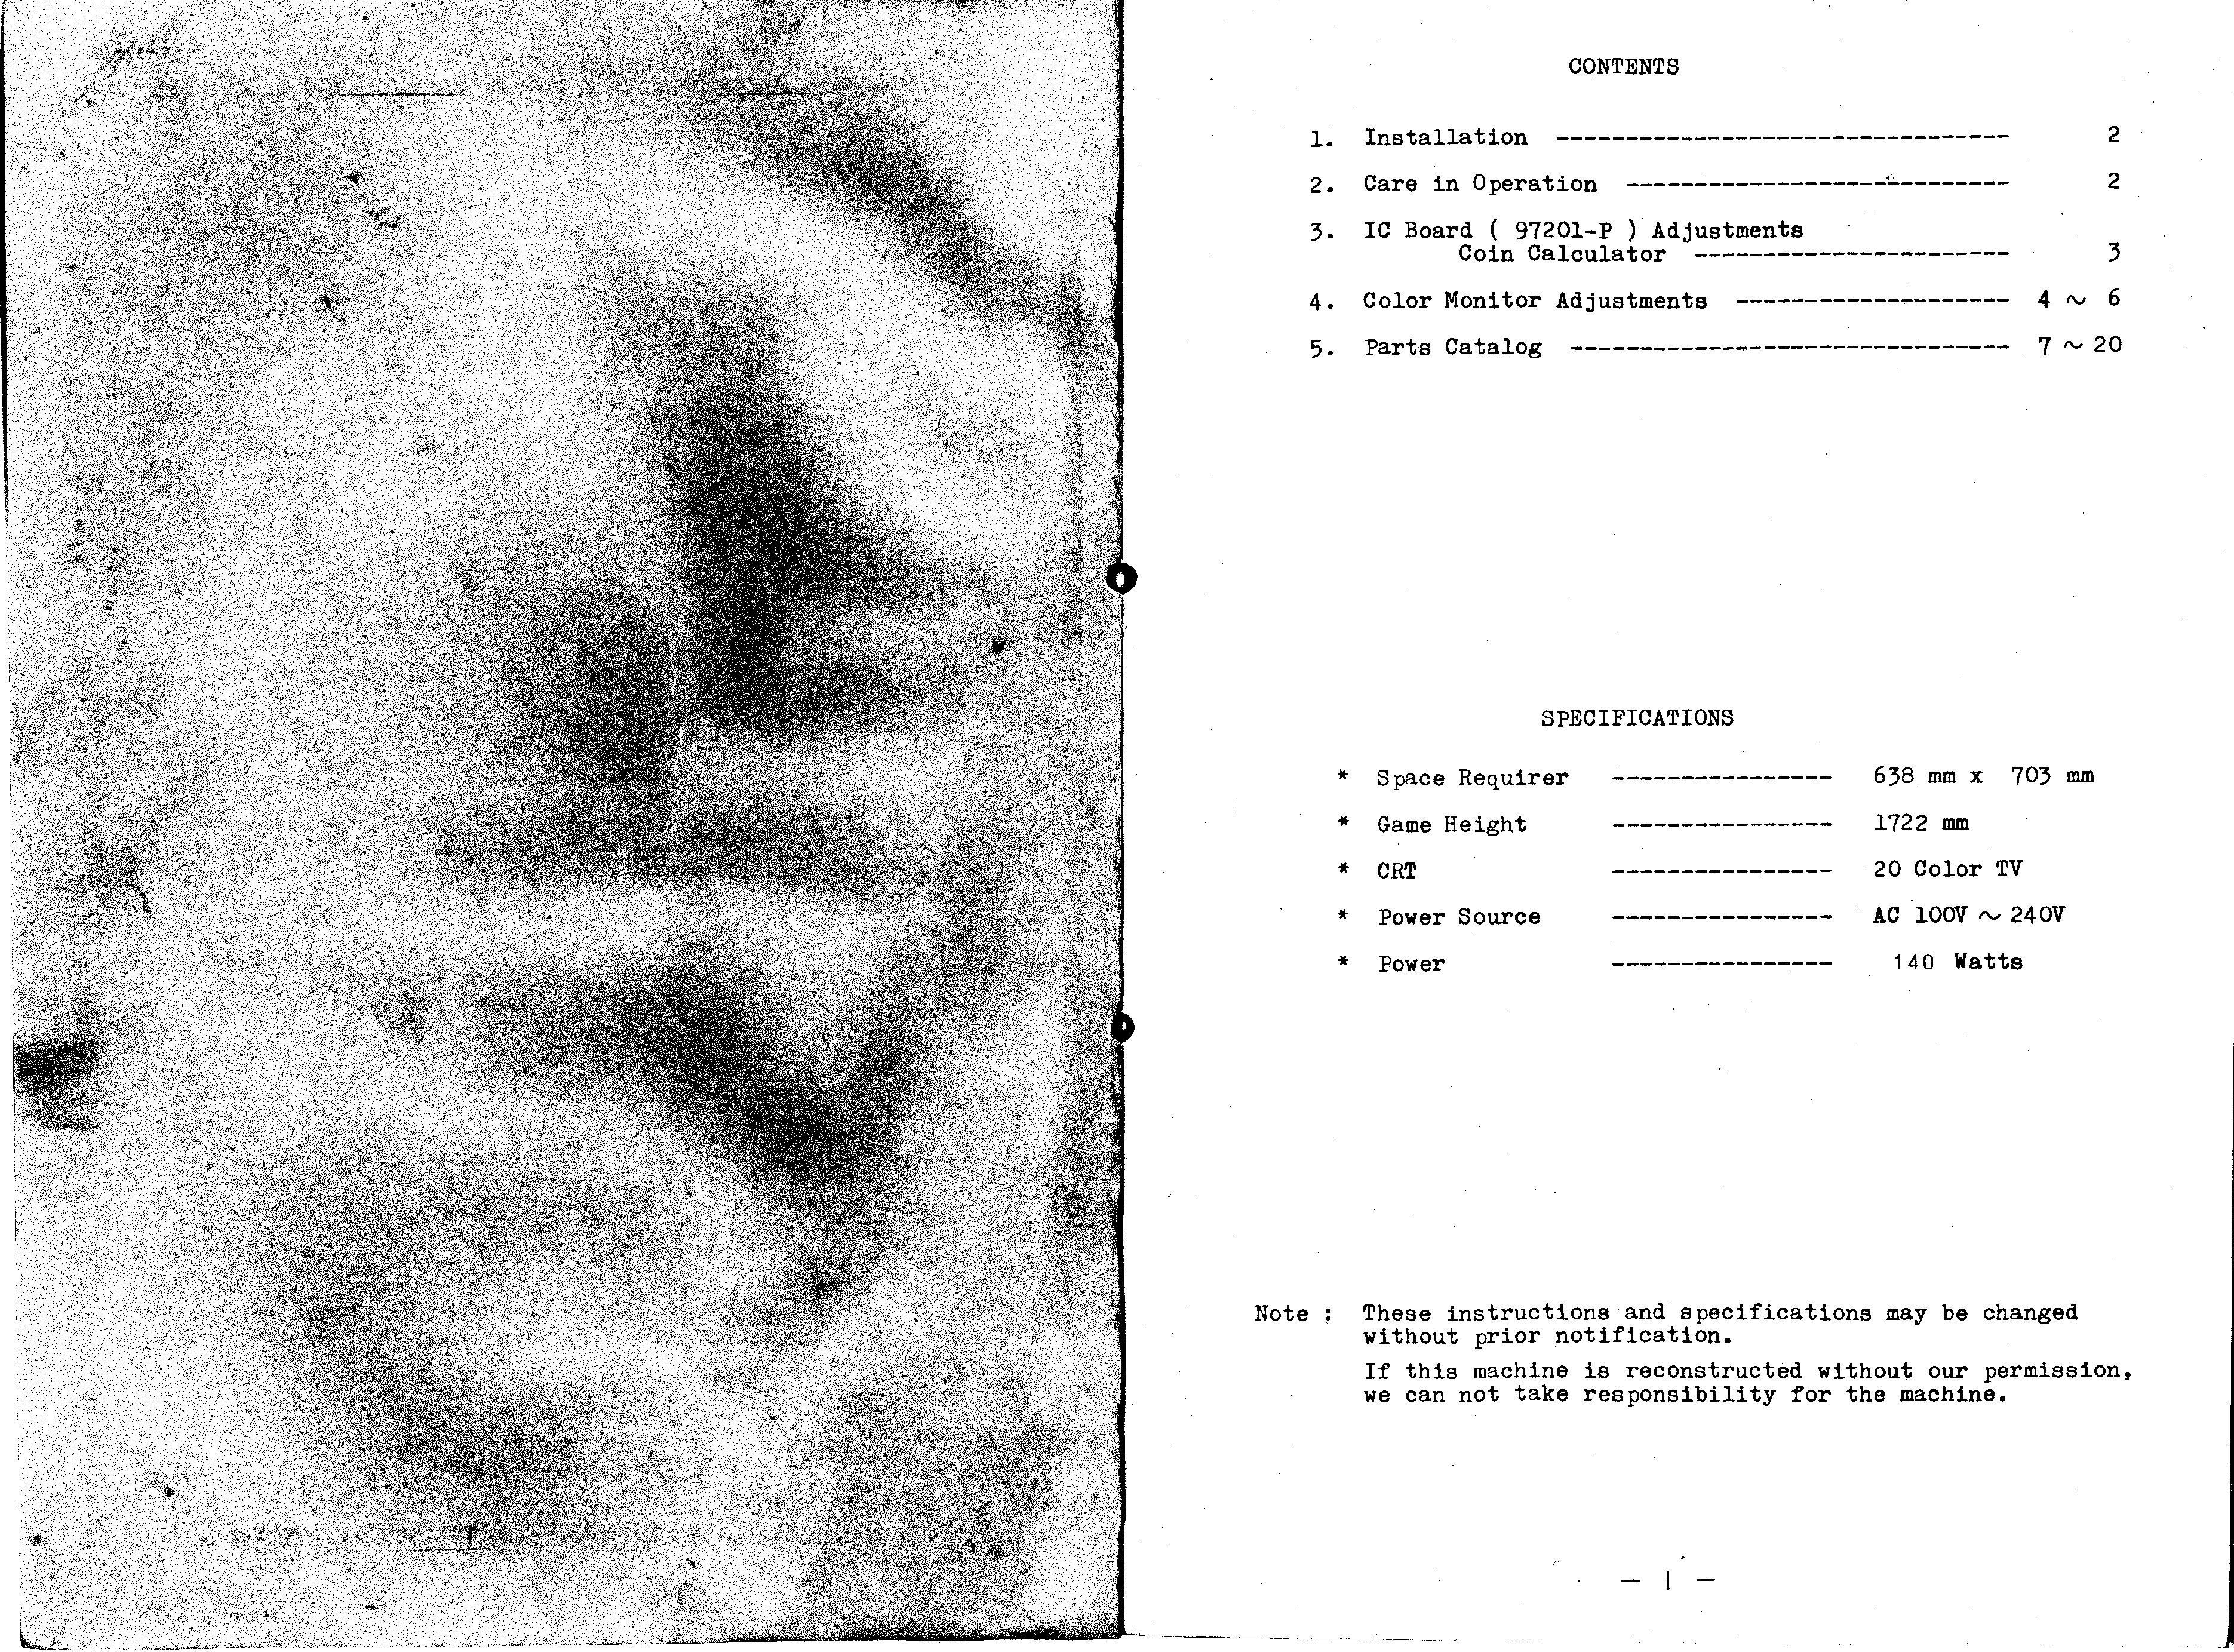 CONTENTS
1. Installation --------------------------------- 2
2. Care in Operation ---------------------------- 2
3. IC Board ( 97201-P ) Adjustments
Coin Calculator ----------------------- 3
4. Color Monitor Adjustments -------------------- 4 ~ 6
5. Parts Catalog -------------------------------- 7 ~ 20
SPECIFICATIONS
* Space Requirer ---------------- 638 mm x 703 mm
* Game Height ---------------- 1722 mm
* CRT ---------------- 20 Color TV
* Power Source ---------------- AC 100V ~ 240V
* Power ---------------- 140 Watts
Note : These instructions and specifications may be changed
without prior notification.
If this machine is reconstructed without our permission,
we can not take responsibility for the machine.
— 1 —